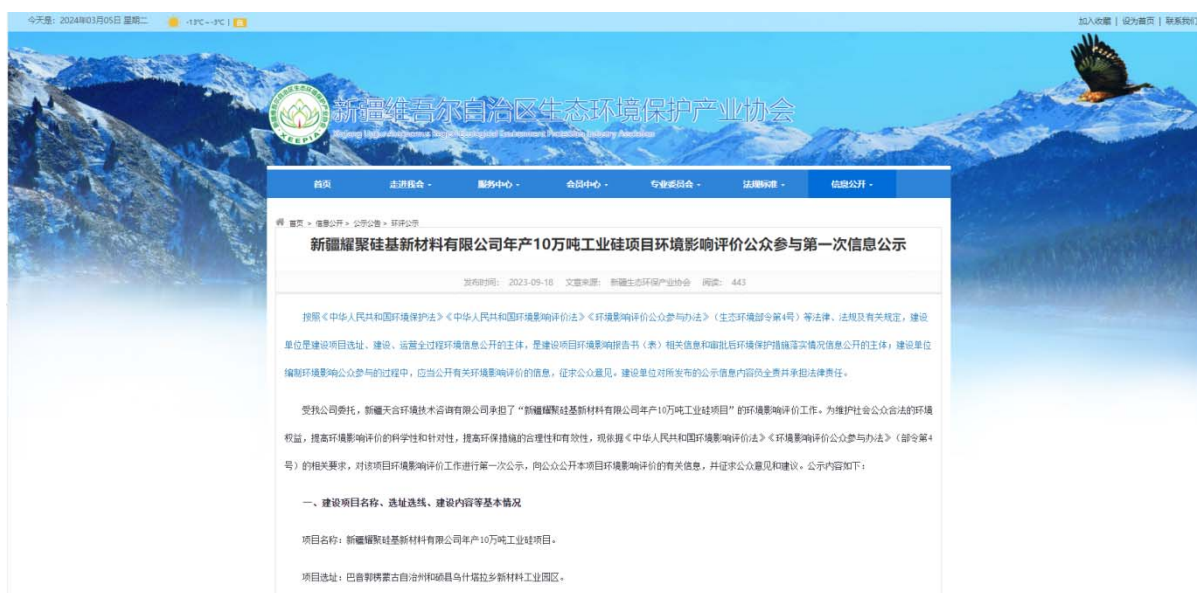 今天是：2024年03月05日 星期二 -13℃~-3℃ |
加入收藏 | 设为首页 | 联系我们
新疆维吾尔自治区生态环境保护产业协会
XEEPIA
首页 走进我会 服务中心 会员中心 专业委员会 法规标准 信息公开
首页 > 信息公开 > 公示公告 > 环评公示
新疆耀聚硅基新材料有限公司年产10万吨工业硅项目环境影响评价公众参与第一次信息公示
发布时间： 2023-09-18 文章来源： 新疆生态环保产业协会 阅读： 443
按照《中华人民共和国环境保护法》《中华人民共和国环境影响评价法》《环境影响评价公众参与办法》（生态环境部令第4号）等法律、法规及有关规定，建设
单位是建设项目选址、建设、运营全过程环境信息公开的主体，是建设项目环境影响报告书（表）相关信息和审批后环境保护措施落实情况信息公开的主体；建设单位
编制环境影响公众参与的过程中，应当公开有关环境影响评价的信息，征求公众意见。建设单位对所发布的公示信息内容负全责并承担法律责任。
受我公司委托，新疆天合环境技术咨询有限公司承担了“新疆耀聚硅基新材料有限公司年产10万吨工业硅项目”的环境影响评价工作。为维护社会公众合法的环境
权益，提高环境影响评价的科学性和针对性，提高环保措施的合理性和有效性，现依据《中华人民共和国环境影响评价法》《环境影响评价公众参与办法》（部令第4
号）的相关要求，对该项目环境影响评价工作进行第一次公示，向公众公开本项目环境影响评价的有关信息，并征求公众意见和建议。公示内容如下：
一、建设项目名称、选址选线、建设内容等基本情况
项目名称：新疆耀聚硅基新材料有限公司年产10万吨工业硅项目。
项目选址：巴音郭楞蒙古自治州和硕县乌什塔拉乡新材料工业园区。